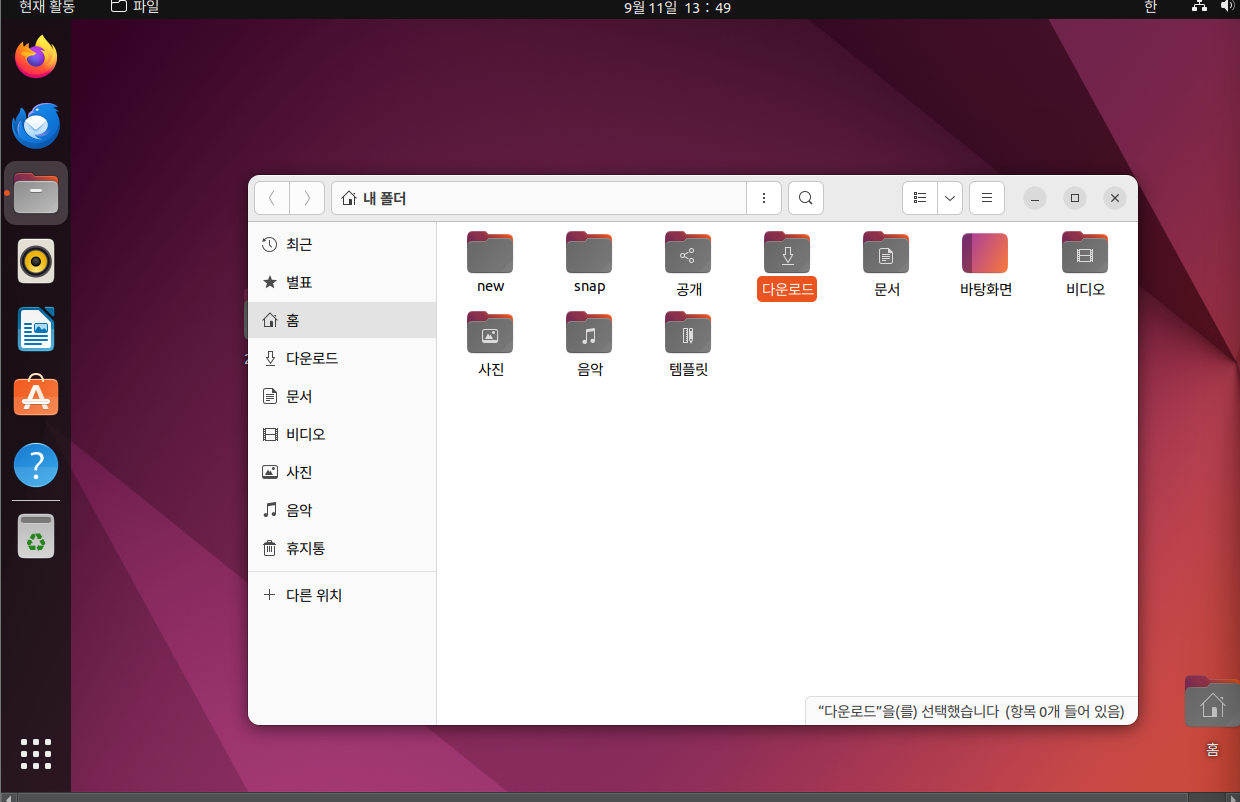 현재 활동 파일 9월 11일 13 : 49 한
내 폴더
최근
별표
홈
다운로드
문서
비디오
사진
음악
휴지통
다른 위치
new snap 공개 다운로드 문서 바탕화면 비디오
사진 음악 템플릿
“다운로드”을(를) 선택했습니다 (항목 0개 들어 있음)
홈